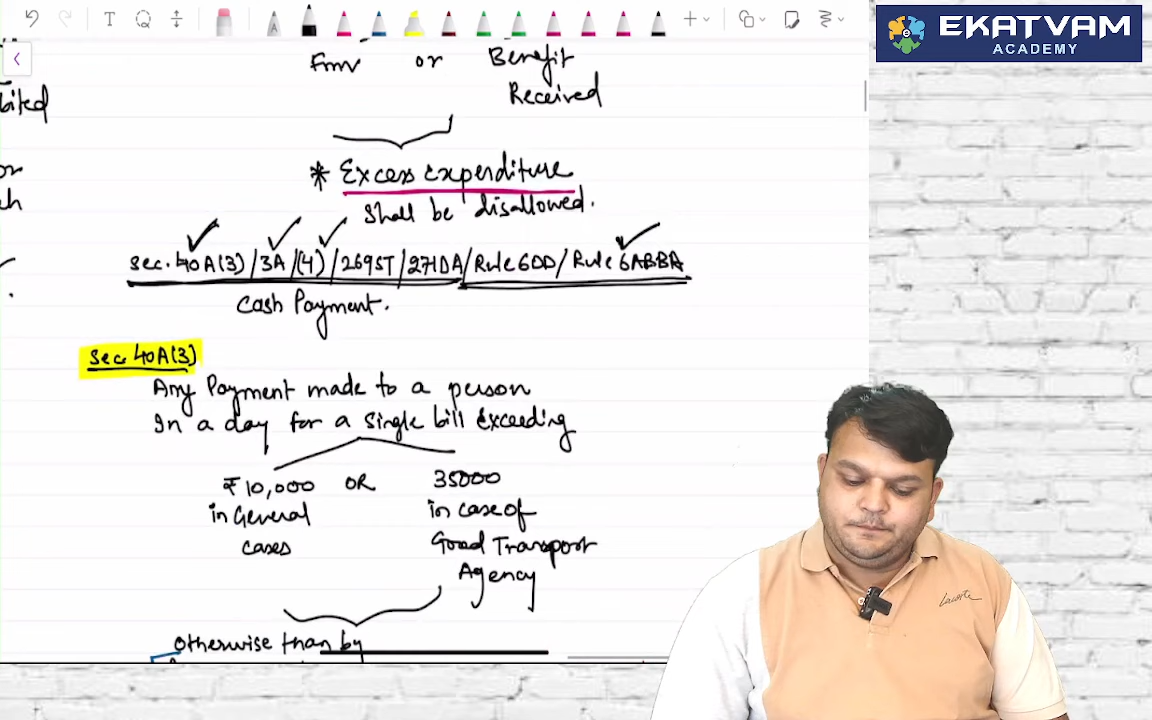 EKATVAM
ACADEMY
Fmv or Benefit
Received
* Excess expenditure
shall be disallowed.
Sec. 40A(3) / 3A / (4) / 269ST / 271DA / Rule 6DD / Rule 6ABBA
Cash Payment.
Sec 40A(3)
Any Payment made to a person
In a day for a single bill exceeding
₹10,000 OR 35000
in General in case of
cases Good Transport
Agency
otherwise than by
Lacoste